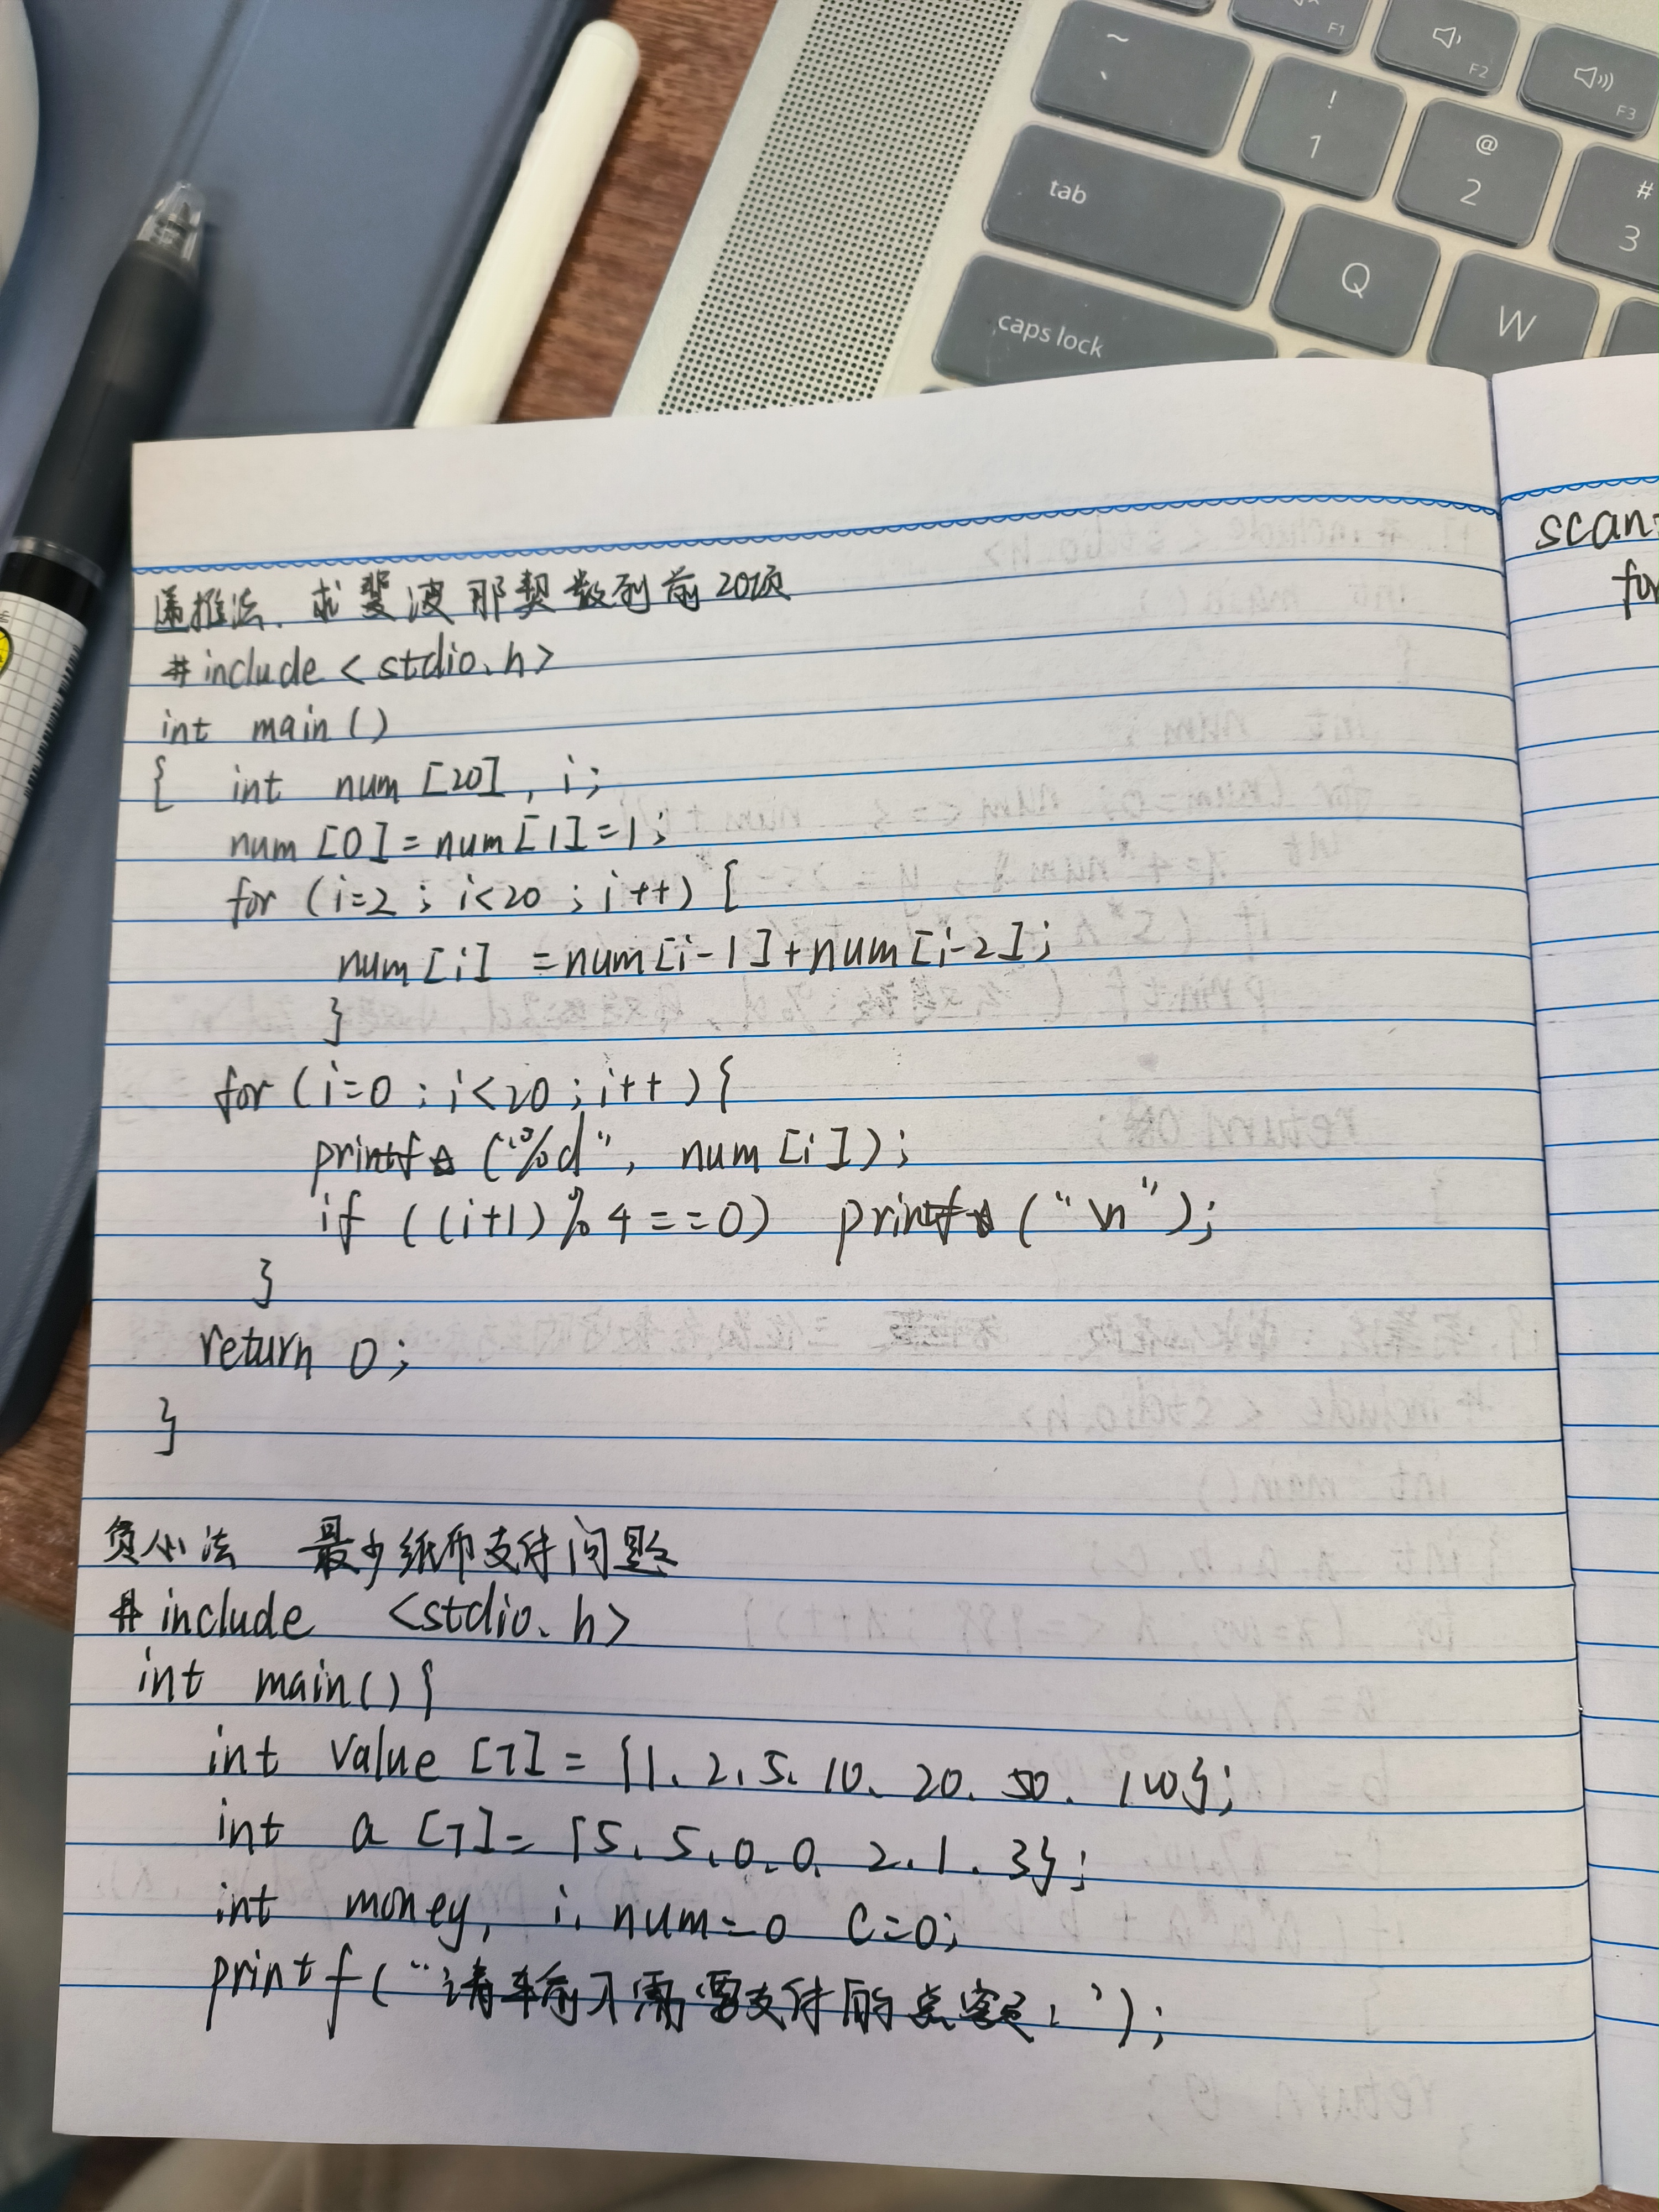 ~
`
!
1
@
2
#
3
F1
F2
F3
tab
Q
W
caps lock
递推法. 求斐波那契数列前20项
#include <stdio.h>
int main()
{ int num [20], i;
num [0] = num [1] = 1;
for (i=2 ; i<20 ; i++) {
num [i] = num [i-1] + num [i-2];
}
for (i=0 ; i<20 ; i++) {
printf ("%d", num [i]);
if ((i+1) % 4 ==0) printf ("\n");
}
return 0;
}
贪心法 最少纸币支付问题
#include <stdio.h>
int main() {
int value [7] = {1、2、5、10、20、50、100};
int a [7] = {5、5、0、0、2、1、3};
int money, i, num=0 c=0;
printf ("请输入需要支付的总额:");
scan
for